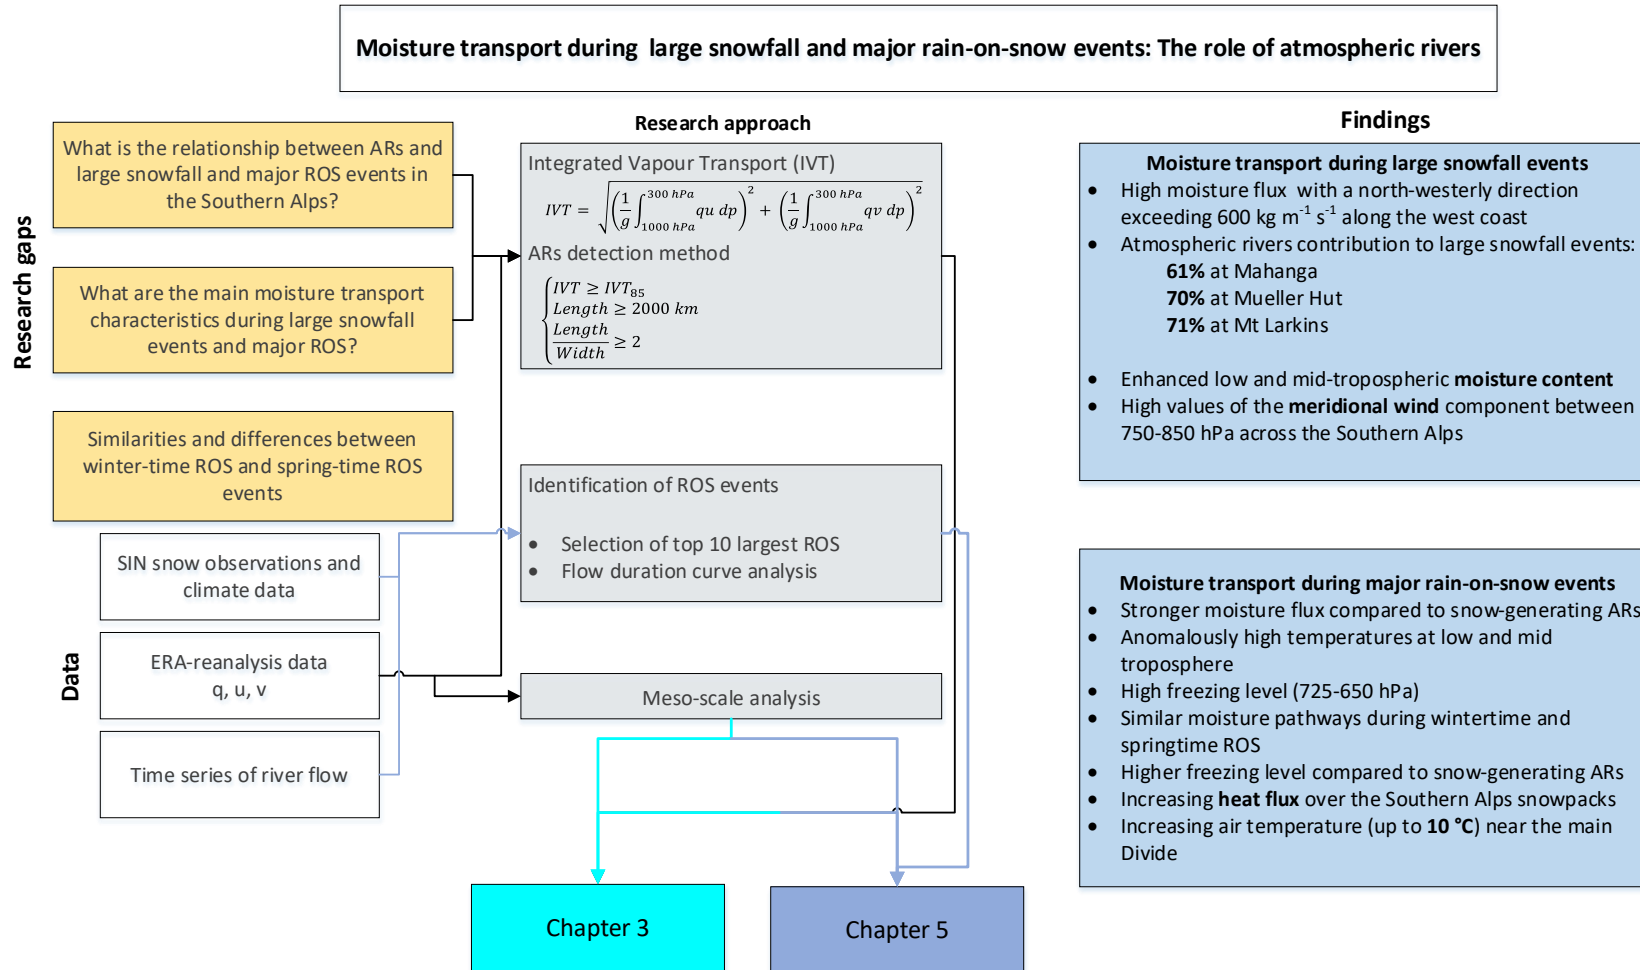 Moisture transport during large snowfall and major rain-on-snow events: The role of atmospheric rivers
Research gaps
What is the relationship between ARs and
large snowfall and major ROS events in
the Southern Alps?
What are the main moisture transport
characteristics during large snowfall
events and major ROS?
Similarities and differences between
winter-time ROS and spring-time ROS
events
Data
SIN snow observations and
climate data
ERA-reanalysis data
q, u, v
Time series of river flow
Research approach
Integrated Vapour Transport (IVT)
IVT = √((1/g ∫_{1000 hPa}^{300 hPa} qu dp)² + (1/g ∫_{1000 hPa}^{300 hPa} qv dp)²)
ARs detection method
IVT ≥ IVT₈₅
Length ≥ 2000 km
Length
Width ≥ 2
Identification of ROS events
• Selection of top 10 largest ROS
• Flow duration curve analysis
Meso-scale analysis
Chapter 3
Chapter 5
Findings
Moisture transport during large snowfall events
• High moisture flux with a north-westerly direction
exceeding 600 kg m⁻¹ s⁻¹ along the west coast
• Atmospheric rivers contribution to large snowfall events:
61% at Mahanga
70% at Mueller Hut
71% at Mt Larkins
• Enhanced low and mid-tropospheric moisture content
• High values of the meridional wind component between
750-850 hPa across the Southern Alps
Moisture transport during major rain-on-snow events
• Stronger moisture flux compared to snow-generating ARs
• Anomalously high temperatures at low and mid
troposphere
• High freezing level (725-650 hPa)
• Similar moisture pathways during wintertime and
springtime ROS
• Higher freezing level compared to snow-generating ARs
• Increasing heat flux over the Southern Alps snowpacks
• Increasing air temperature (up to 10 °C) near the main
Divide